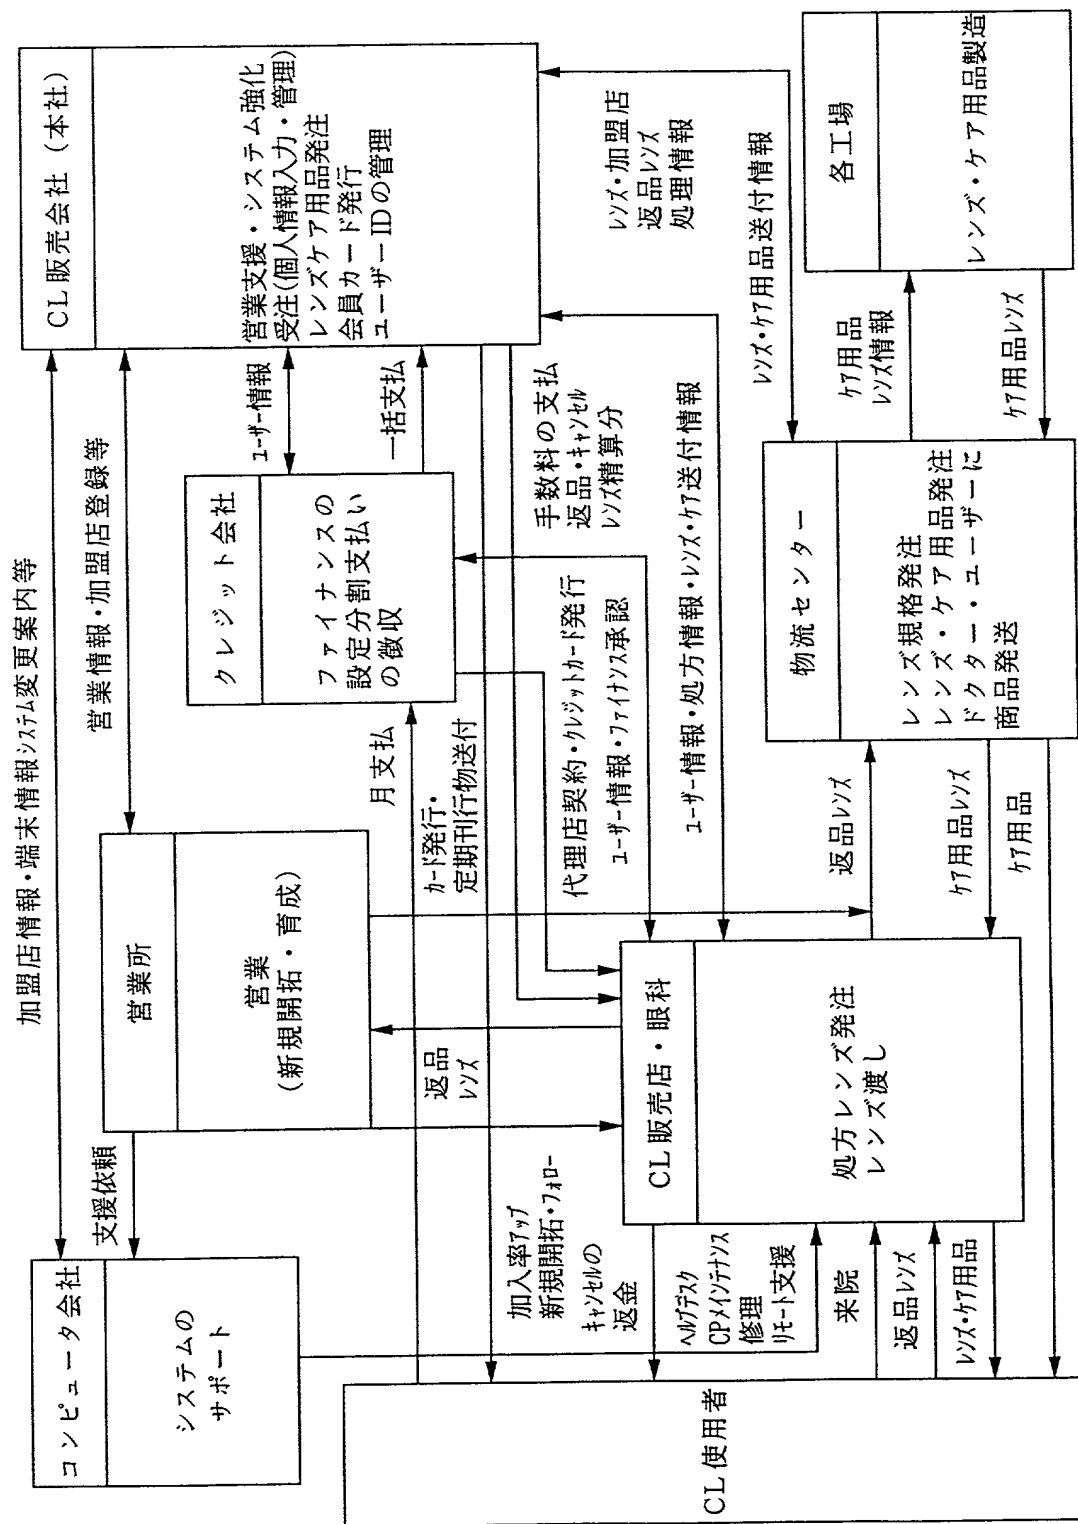 加盟店情報・端末情報システム変更案内等
コンピュータ会社
システムの
サポート
支援依頼
営業所
営業
(新規開拓・育成)
営業情報・加盟店登録等
CL販売会社（本社）
営業支援・システム強化
受注(個人情報入力・管理)
レンズケア用品発注
会員カード発行
ユーザーIDの管理
クレジット会社
ファイナンスの
設定分割支払い
の徴収
ユーザー情報
一括支払
月支払
カード発行・
定期刊行物送付
返品
レンズ
手数料の支払
返品・キャンセル
レンズ精算分
代理店契約・クレジットカード発行
ユーザー情報・ファイナンス承認
ユーザー情報・処方情報・レンズ・ケア送付情報
レンズ・加盟店
返品レンズ
処理情報
レンズ・ケア用品送付情報
加入率アップ
新規開拓・フォロー
キャンセルの
返金
CL販売店・眼科
処方レンズ発注
レンズ渡し
ヘルプデスク
CPメインテナンス
修理
リモート支援
来院
返品レンズ
レンズ・ケア用品
CL使用者
返品レンズ
ケア用品レンズ
ケア用品
物流センター
レンズ規格発注
レンズ・ケア用品発注
ドクター・ユーザーに
商品発送
ケア用品
レンズ情報
ケア用品レンズ
各工場
レンズ・ケア用品製造